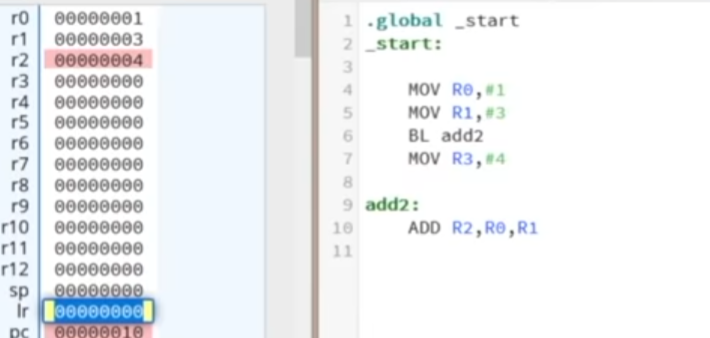 r0 00000001
r1 00000003
r2 00000004
r3 00000000
r4 00000000
r5 00000000
r6 00000000
r7 00000000
r8 00000000
r9 00000000
r10 00000000
r11 00000000
r12 00000000
sp 00000000
lr 00000000
pc 00000010
1 .global _start
2 _start:
3
4 MOV R0,#1
5 MOV R1,#3
6 BL add2
7 MOV R3,#4
8
9 add2:
10 ADD R2,R0,R1
11